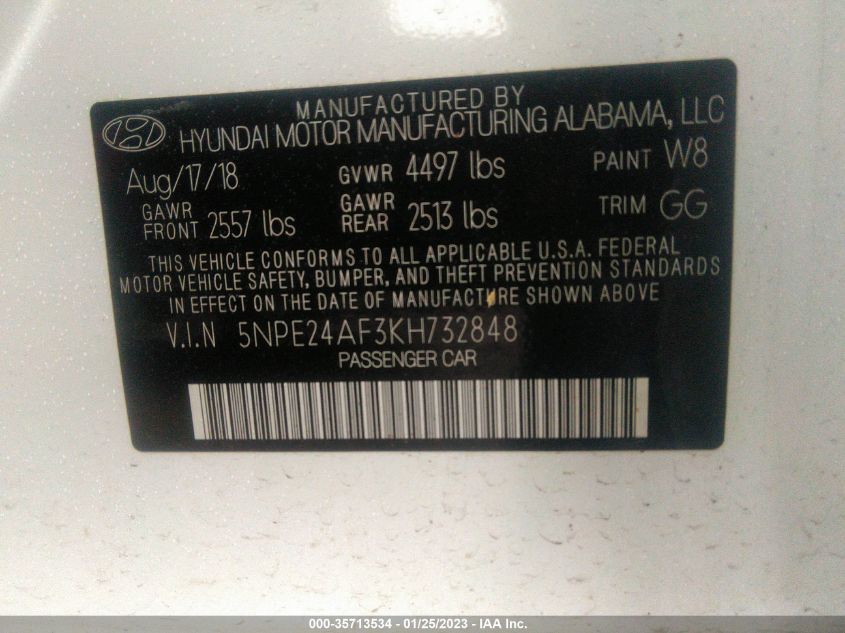 MANUFACTURED BY
HYUNDAI MOTOR MANUFACTURING ALABAMA, LLC
Aug/17/18 GVWR 4497 lbs PAINT W8
GAWR FRONT 2557 lbs GAWR REAR 2513 lbs TRIM GG
THIS VEHICLE CONFORMS TO ALL APPLICABLE U.S.A. FEDERAL
MOTOR VEHICLE SAFETY, BUMPER, AND THEFT PREVENTION STANDARDS
IN EFFECT ON THE DATE OF MANUFACTURE SHOWN ABOVE
V.I.N 5NPE24AF3KH732848
PASSENGER CAR
000-35713534 - 01/25/2023 - IAA Inc.